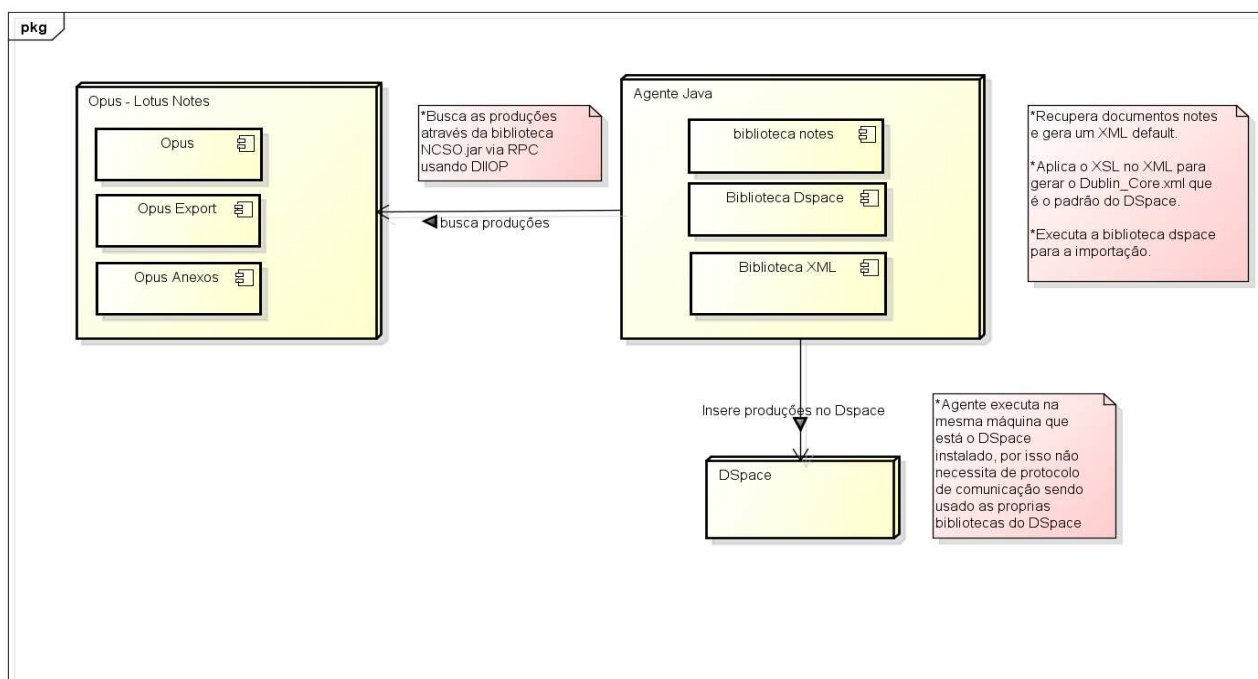 pkg
Opus - Lotus Notes
Opus
Opus Export
Opus Anexos
*Busca as produções
através da biblioteca
NCSO.jar via RPC
usando DIIOP
busca produções
Agente Java
biblioteca notes
Biblioteca Dspace
Biblioteca XML
*Recupera documentos notes
e gera um XML default.
*Aplica o XSL no XML para
gerar o Dublin_Core.xml que
é o padrão do DSpace.
*Executa a biblioteca dspace
para a importação.
Insere produções no Dspace
DSpace
*Agente executa na
mesma máquina que
está o DSpace
instalado, por isso não
necessita de protocolo
de comunicação sendo
usado as proprias
bibliotecas do DSpace